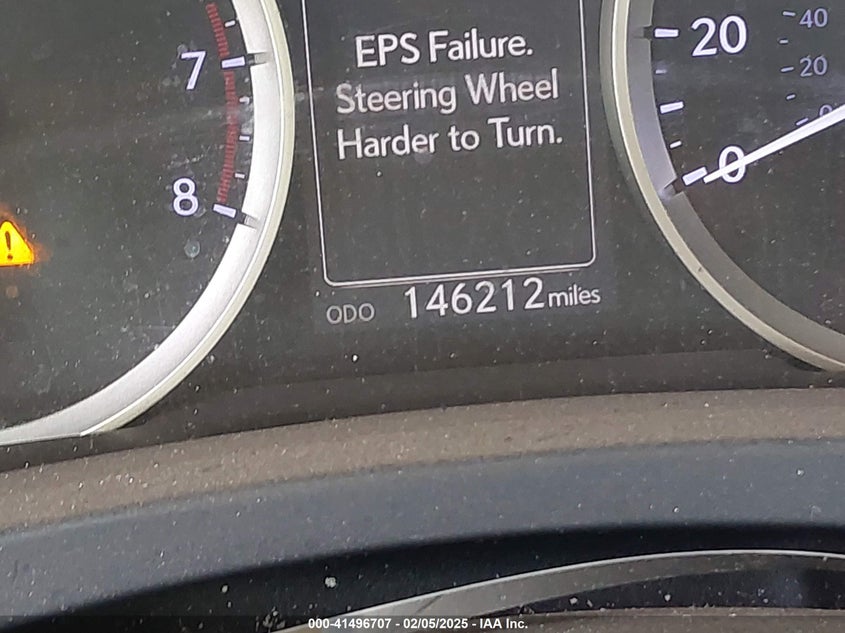 EPS Failure.
Steering Wheel
Harder to Turn.
ODO 146212 miles
7
8
20
0
40
20
0
000-41496707 - 02/05/2025 - IAA Inc.